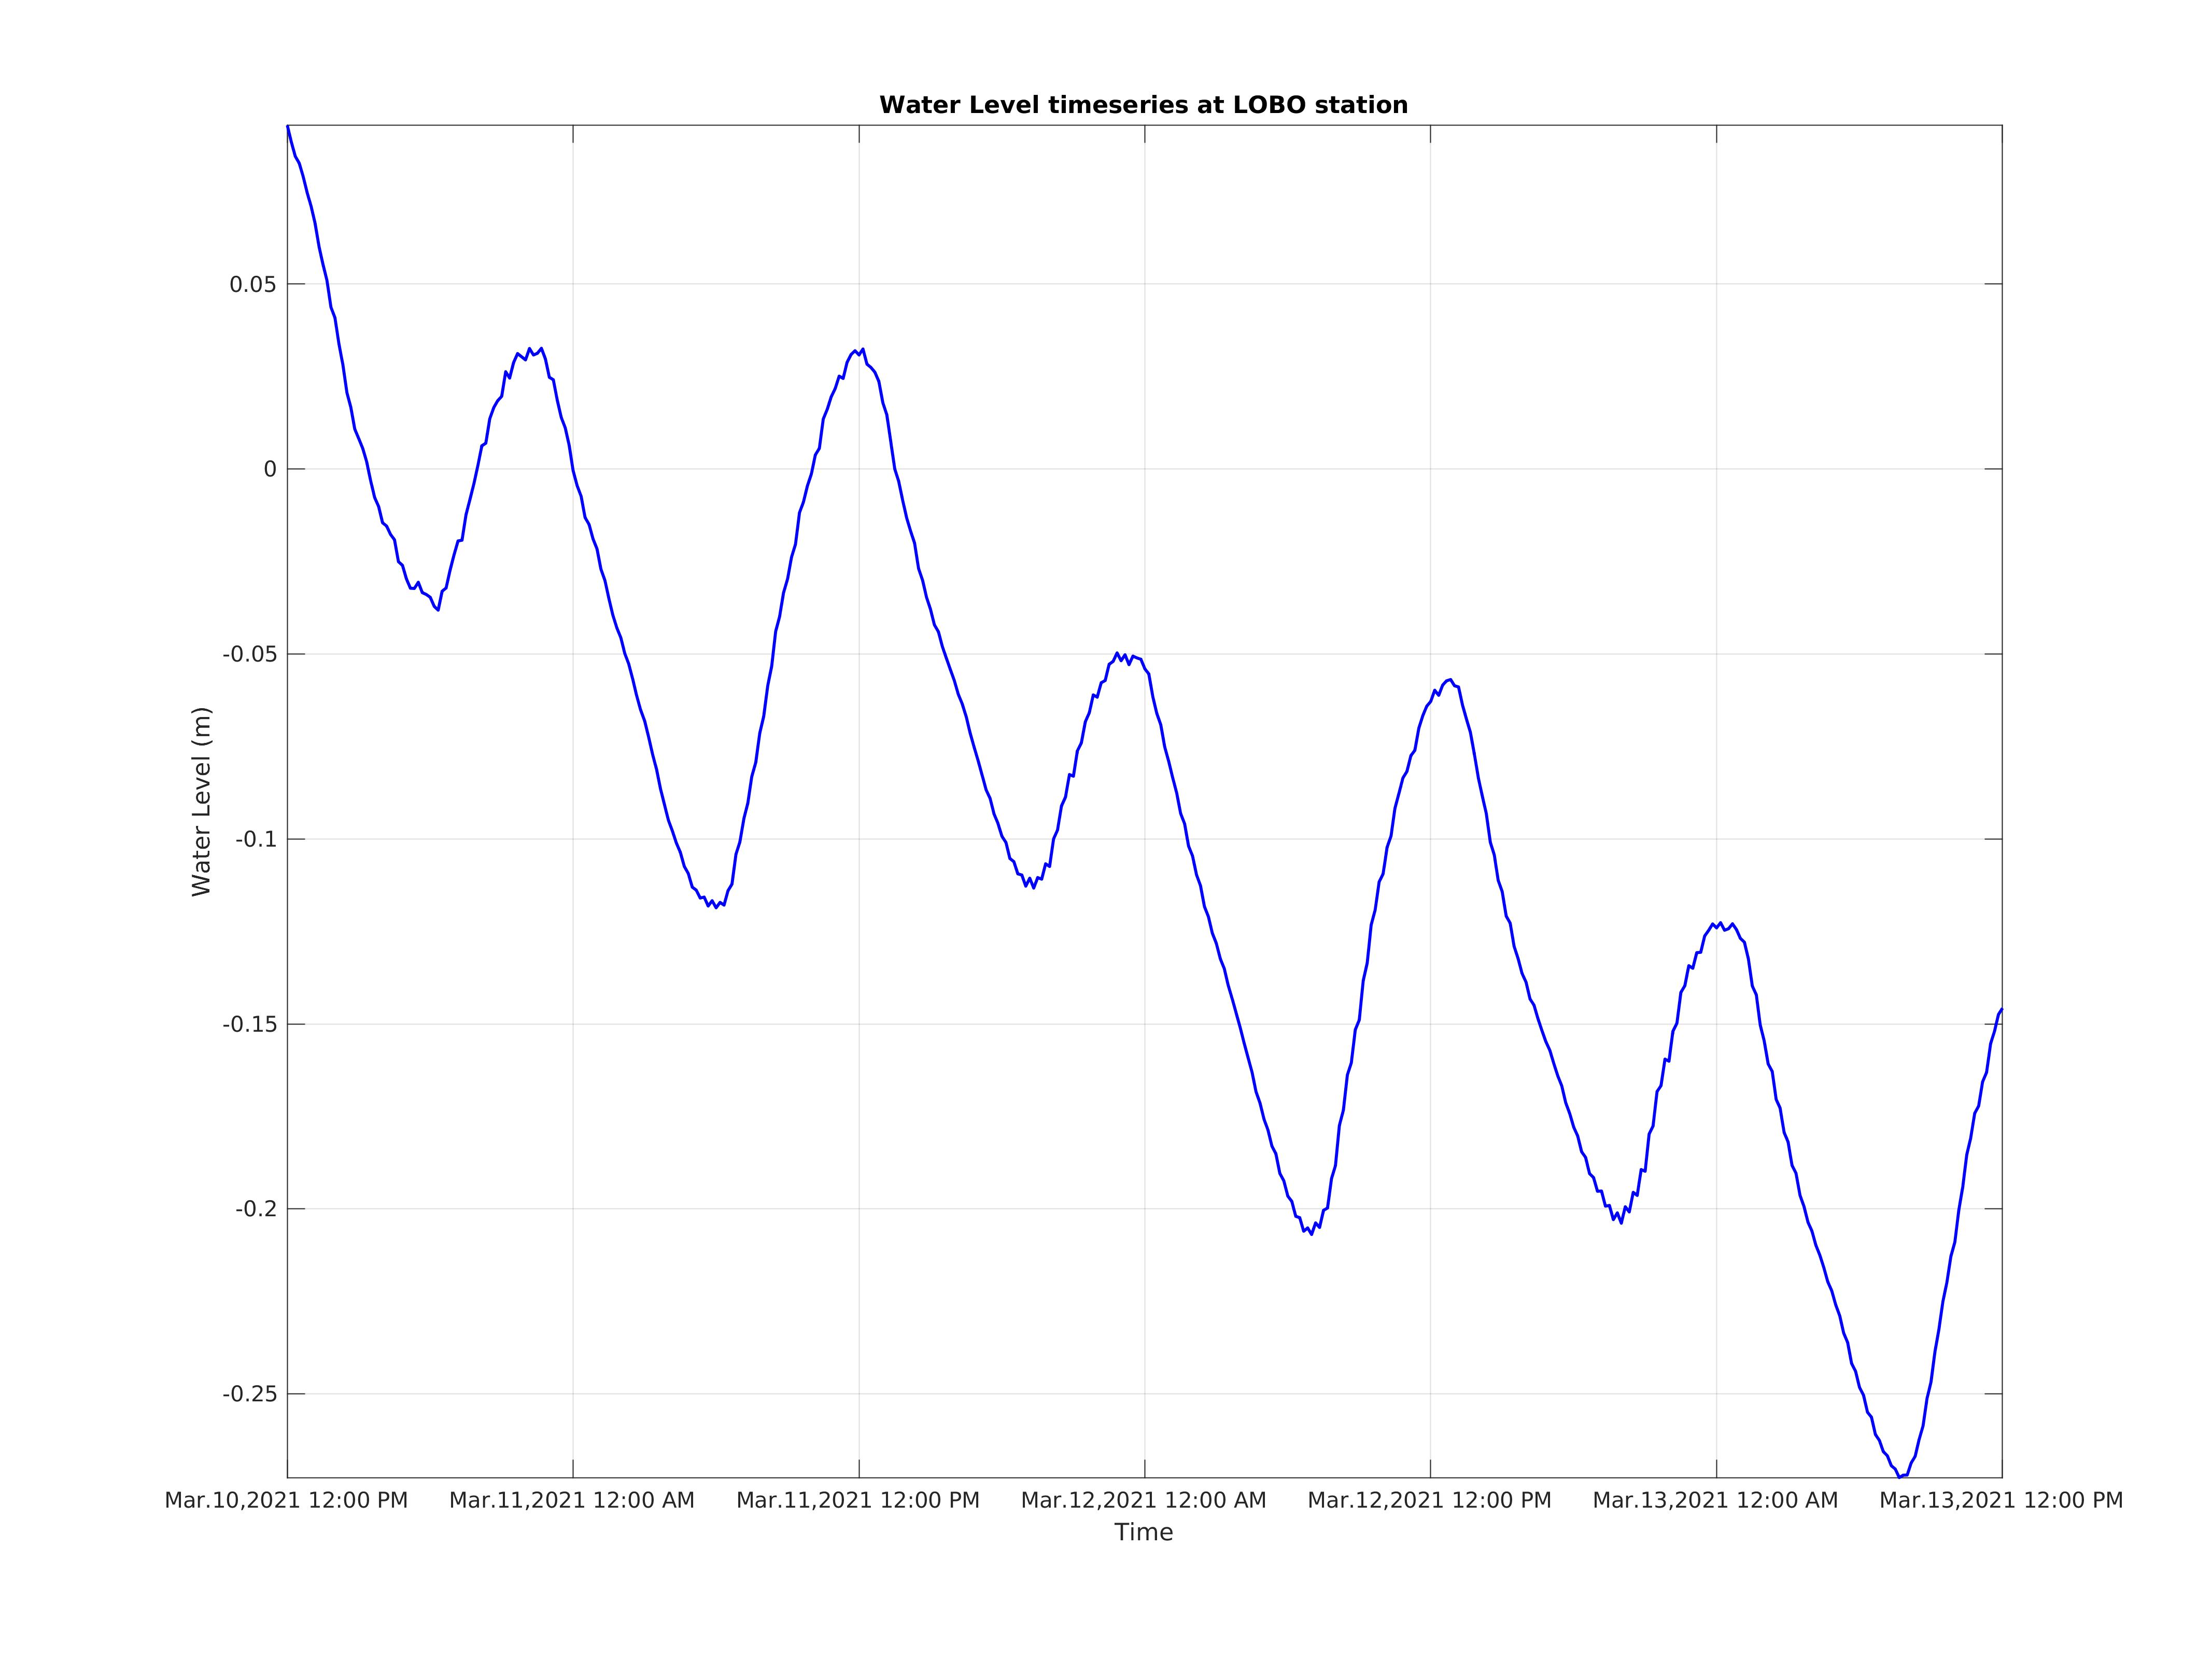 Water Level timeseries at LOBO station
0.05
0
-0.05
-0.1
-0.15
-0.2
-0.25
Water Level (m)
Mar.10,2021 12:00 PM Mar.11,2021 12:00 AM Mar.11,2021 12:00 PM Mar.12,2021 12:00 AM Mar.12,2021 12:00 PM Mar.13,2021 12:00 AM Mar.13,2021 12:00 PM
Time